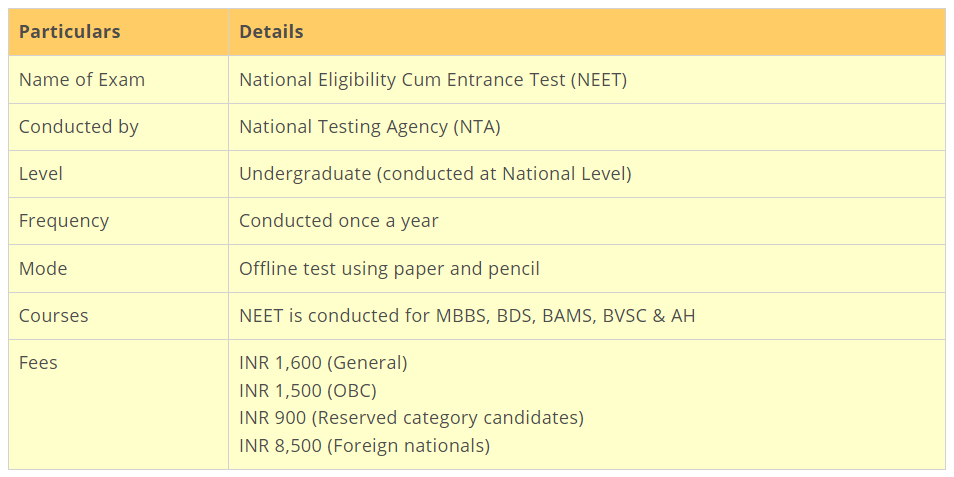 Particulars Details
Name of Exam National Eligibility Cum Entrance Test (NEET)
Conducted by National Testing Agency (NTA)
Level Undergraduate (conducted at National Level)
Frequency Conducted once a year
Mode Offline test using paper and pencil
Courses NEET is conducted for MBBS, BDS, BAMS, BVSC & AH
Fees INR 1,600 (General)
INR 1,500 (OBC)
INR 900 (Reserved category candidates)
INR 8,500 (Foreign nationals)